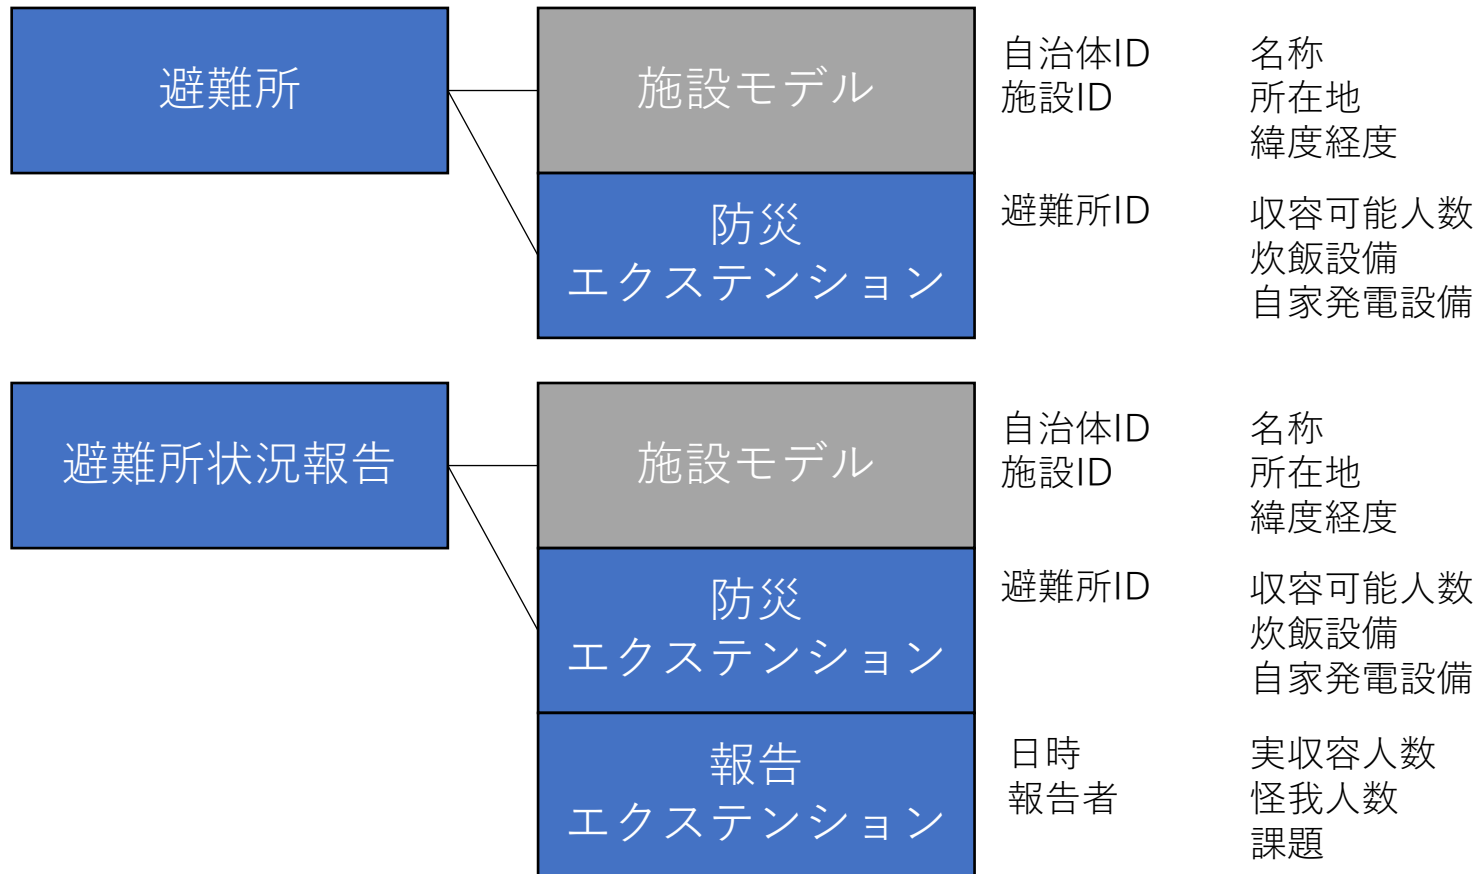 避難所
施設モデル
自治体ID
施設ID
名称
所在地
緯度経度
防災
エクステンション
避難所ID
収容可能人数
炊飯設備
自家発電設備
避難所状況報告
施設モデル
自治体ID
施設ID
名称
所在地
緯度経度
防災
エクステンション
避難所ID
収容可能人数
炊飯設備
自家発電設備
報告
エクステンション
日時
報告者
実収容人数
怪我人数
課題